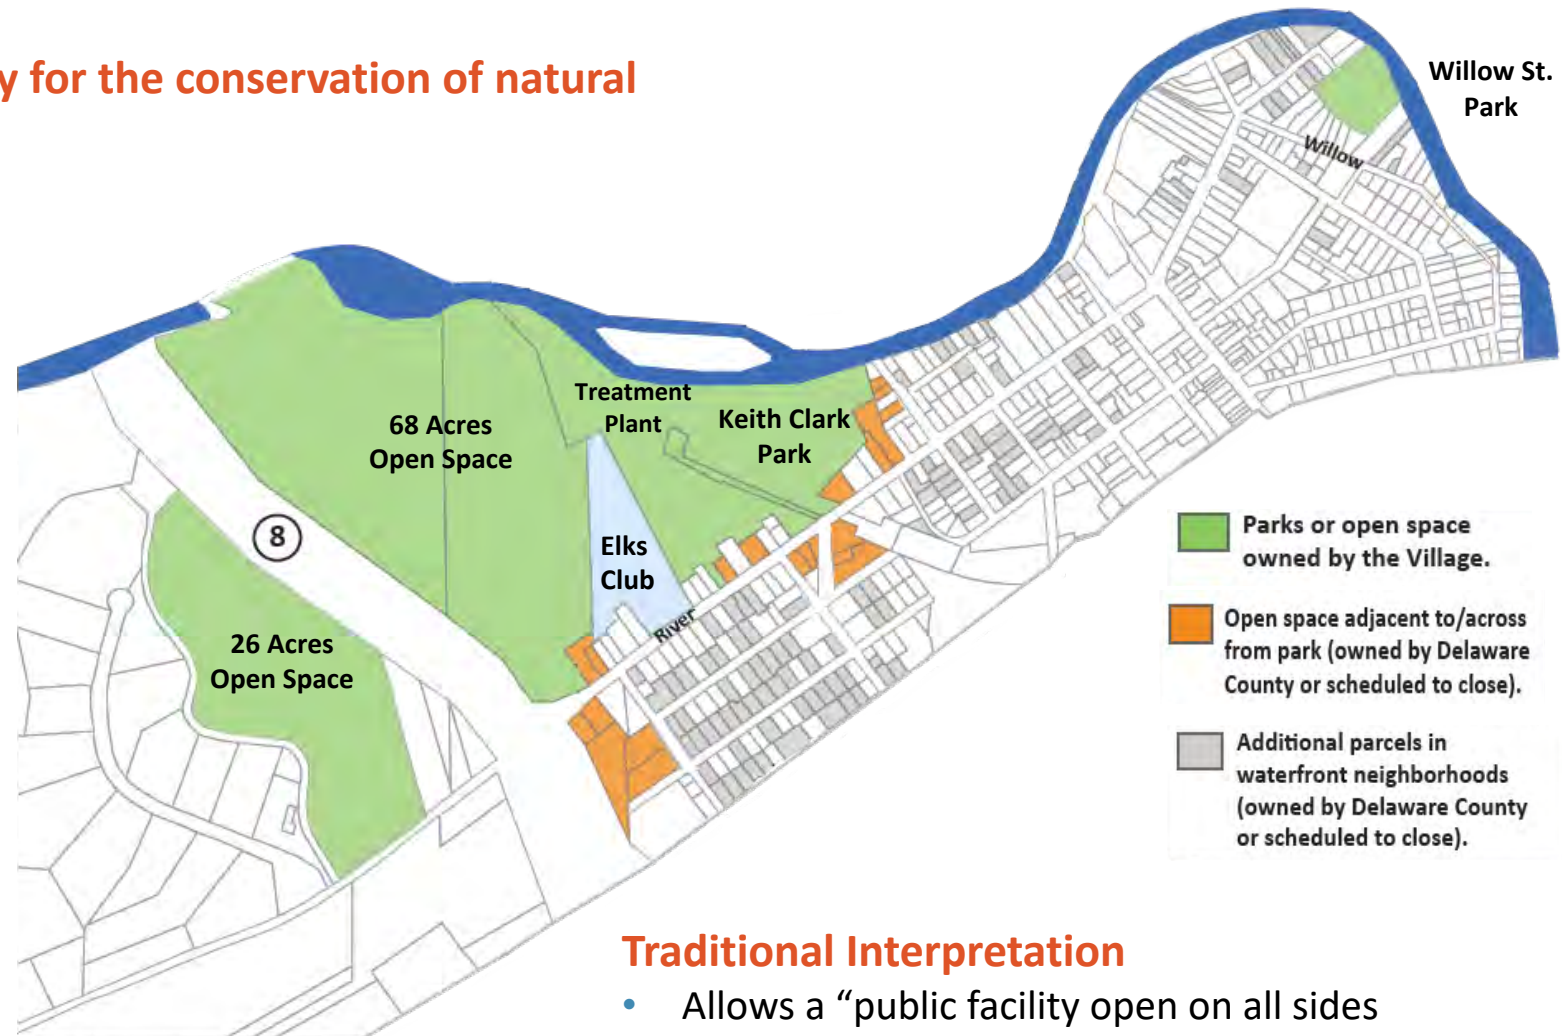 y for the conservation of natural
Willow St.
Park
Willow
Treatment
Plant
68 Acres
Open Space
Keith Clark
Park
8
Elks
Club
River
26 Acres
Open Space
Parks or open space
owned by the Village.
Open space adjacent to/across
from park (owned by Delaware
County or scheduled to close).
Additional parcels in
waterfront neighborhoods
(owned by Delaware County
or scheduled to close).
Traditional Interpretation
• Allows a “public facility open on all sides